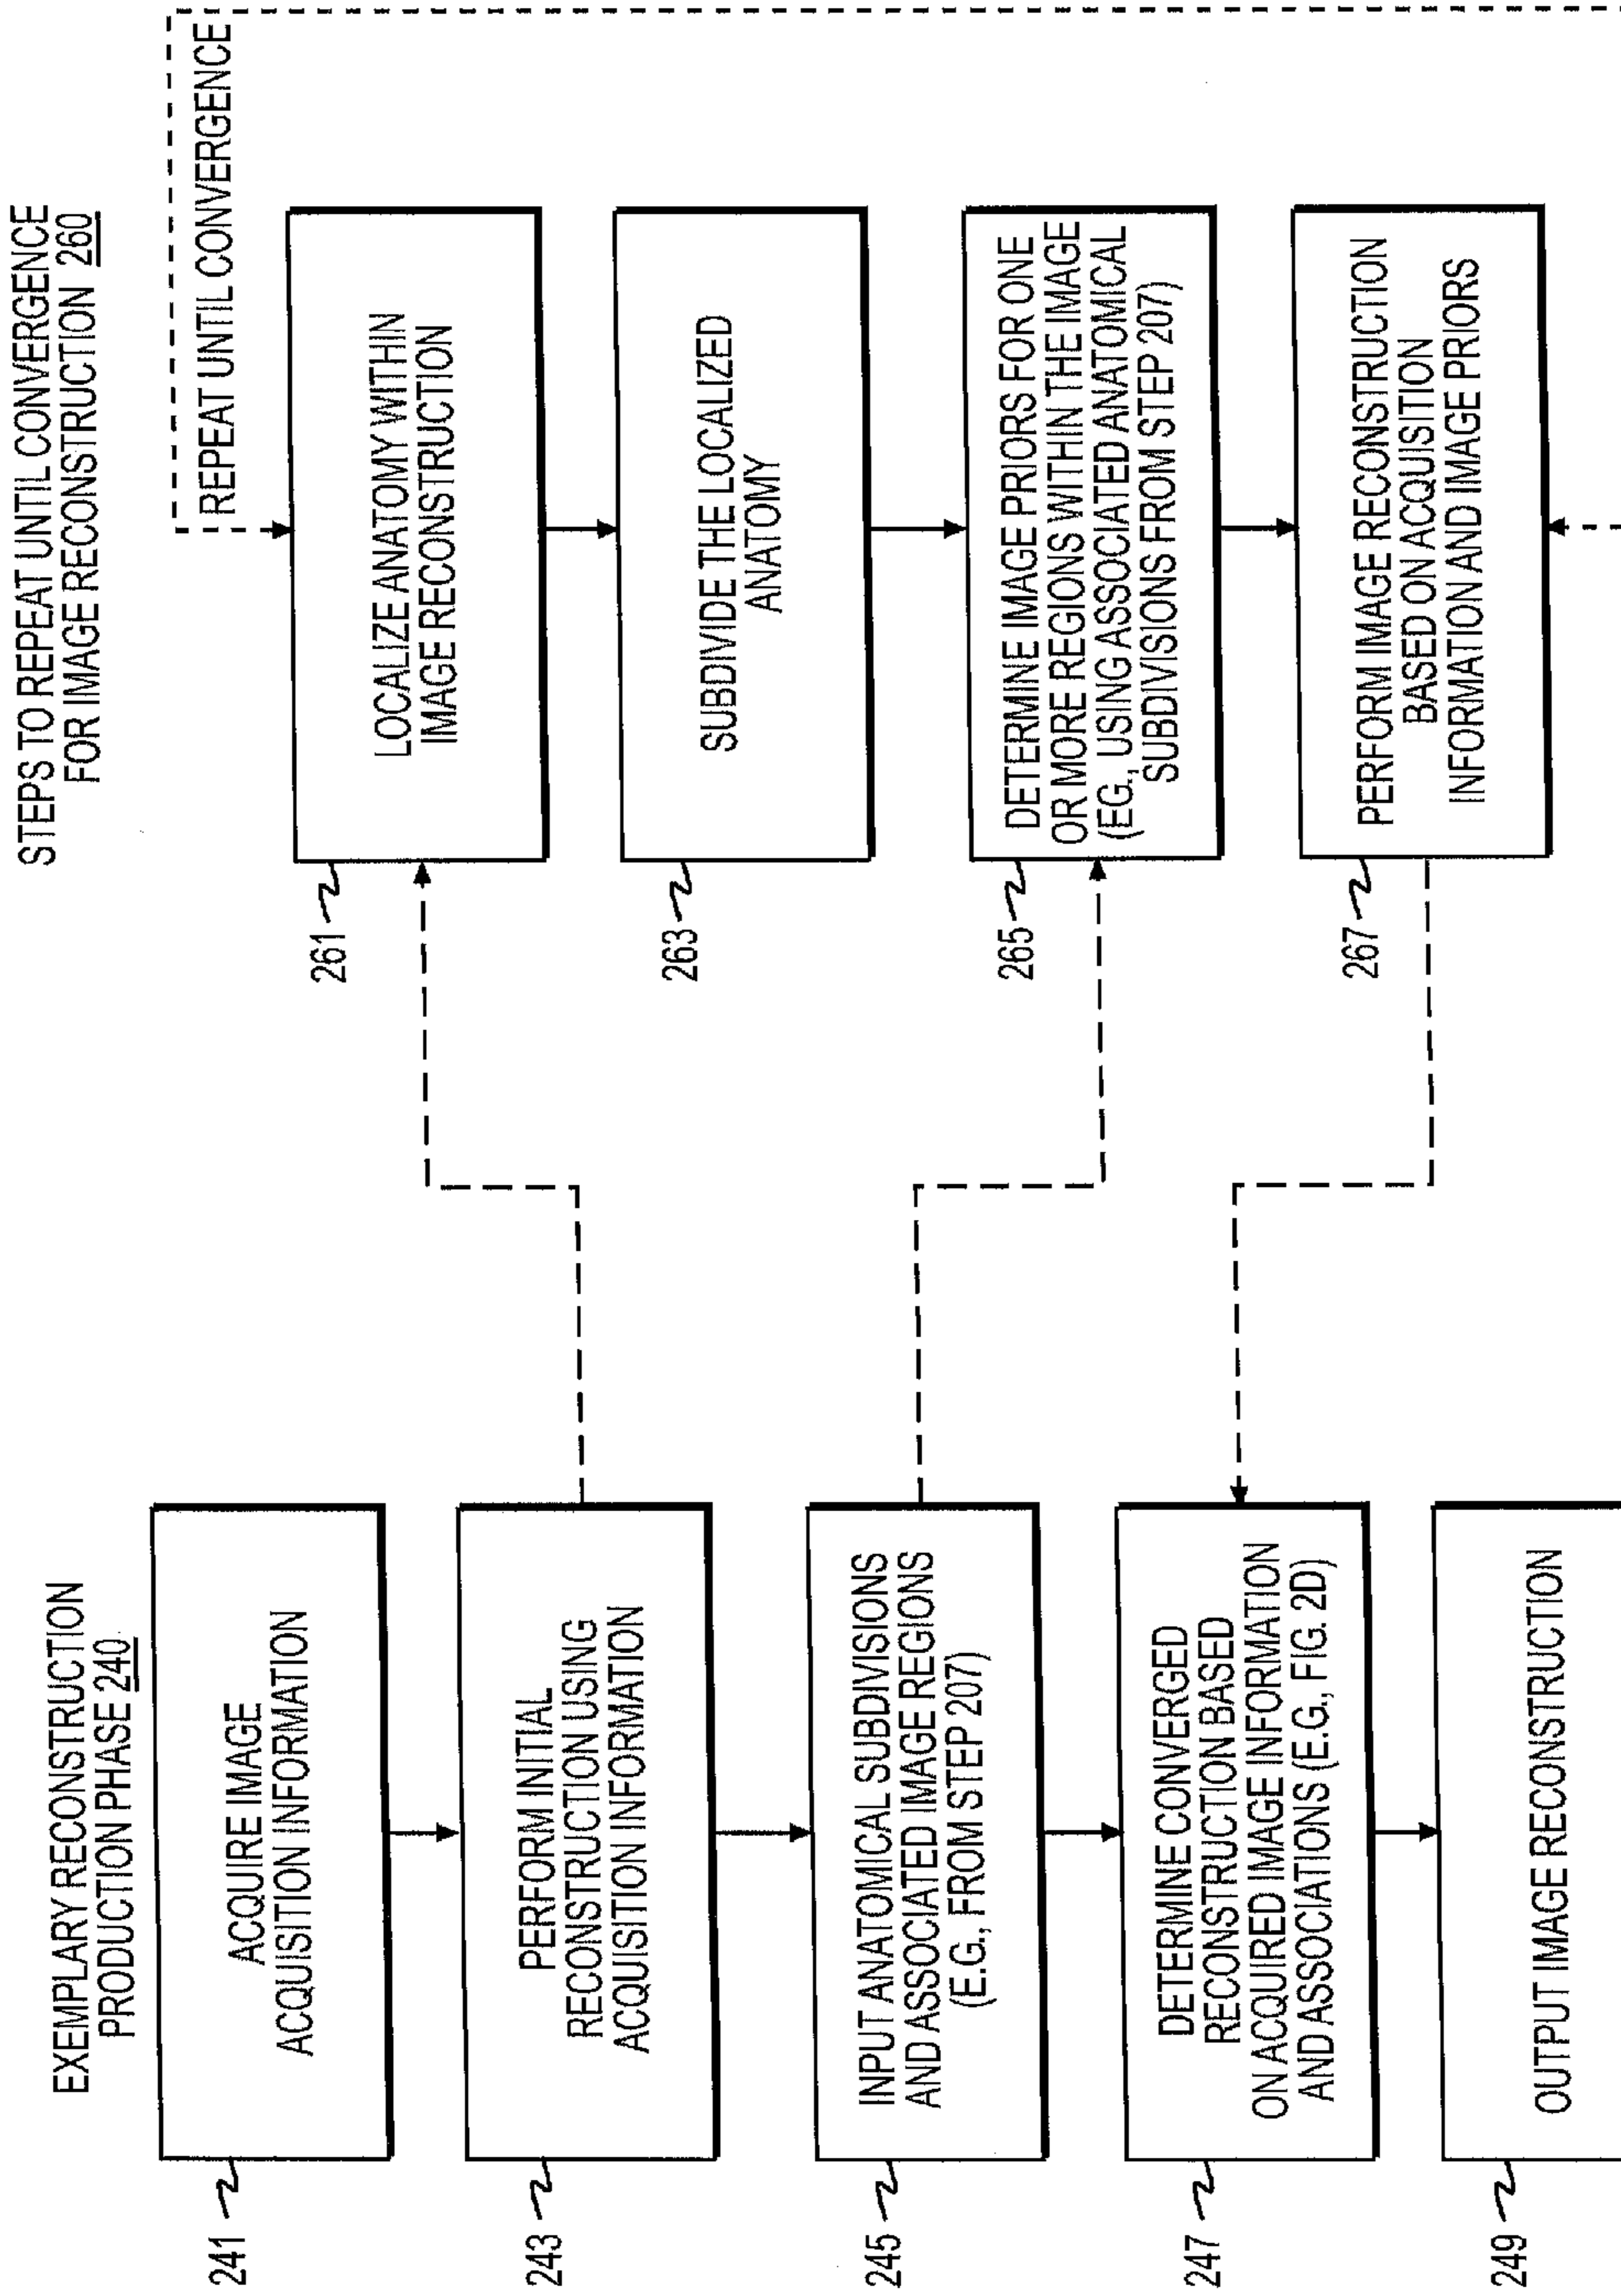 EXEMPLARY RECONSTRUCTION
PRODUCTION PHASE 240
241
ACQUIRE IMAGE
ACQUISITION INFORMATION
243
PERFORM INITIAL
RECONSTRUCTION USING
ACQUISITION INFORMATION
245
INPUT ANATOMICAL SUBDIVISIONS
AND ASSOCIATED IMAGE REGIONS
(E.G., FROM STEP 207)
247
DETERMINE CONVERGED
RECONSTRUCTION BASED
ON ACQUIRED IMAGE INFORMATION
AND ASSOCIATIONS (E.G, FIG. 2D)
249
OUTPUT IMAGE RECONSTRUCTION
STEPS TO REPEAT UNTIL CONVERGENCE
FOR IMAGE RECONSTRUCTION 260
REPEAT UNTIL CONVERGENCE
261
LOCALIZE ANATOMY WITHIN
IMAGE RECONSTRUCTION
263
SUBDIVIDE THE LOCALIZED
ANATOMY
265
DETERMINE IMAGE PRIORS FOR ONE
OR MORE REGIONS WITHIN THE IMAGE
(EG., USING ASSOCIATED ANATOMICAL
SUBDIVISIONS FROM STEP 207)
267
PERFORM IMAGE RECONSTRUCTION
BASED ON ACQUISITION
INFORMATION AND IMAGE PRIORS